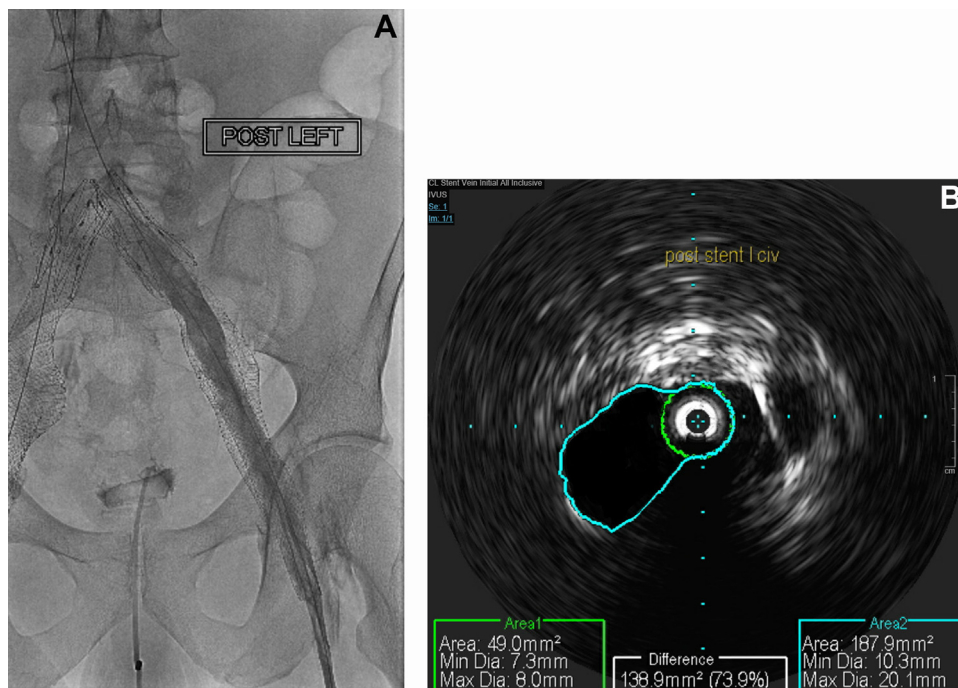 A
POST LEFT
B
CL Stent Vein Initial All Inclusive
IVUS
Se: 1
Im: 1/1
post stent l civ
1
cm
Area1
Area: 49.0mm²
Min Dia: 7.3mm
Max Dia: 8.0mm
Difference
138.9mm² (73.9%)
Area2
Area: 187.9mm²
Min Dia: 10.3mm
Max Dia: 20.1mm